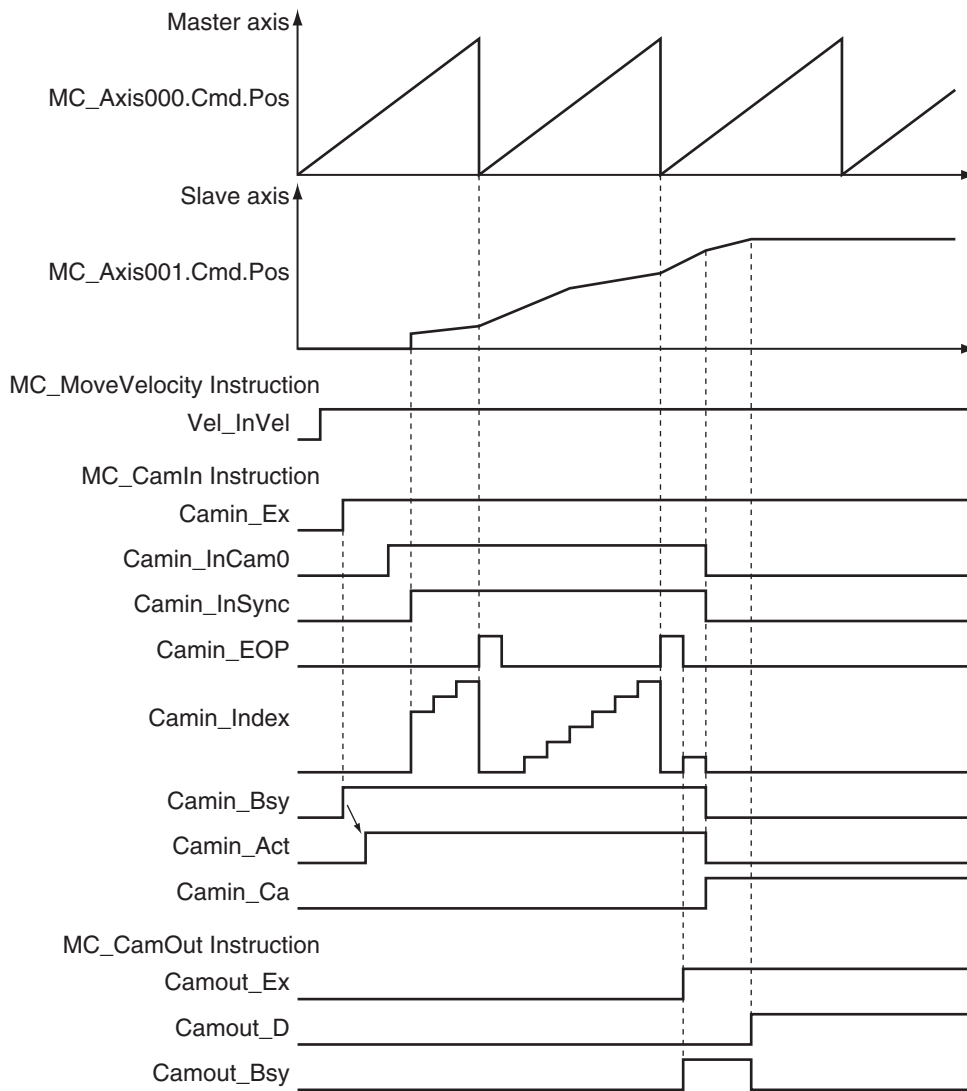 Master axis
MC_Axis000.Cmd.Pos
Slave axis
MC_Axis001.Cmd.Pos
MC_MoveVelocity Instruction
Vel_InVel
MC_CamIn Instruction
Camin_Ex
Camin_InCam0
Camin_InSync
Camin_EOP
Camin_Index
Camin_Bsy
Camin_Act
Camin_Ca
MC_CamOut Instruction
Camout_Ex
Camout_D
Camout_Bsy